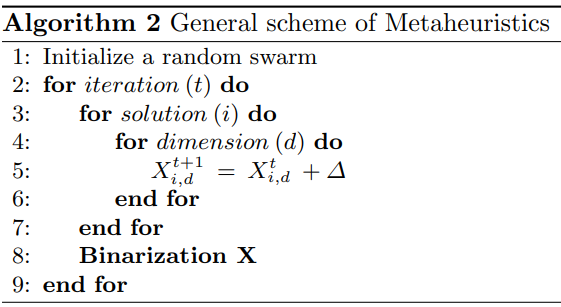 Algorithm 2 General scheme of Metaheuristics
1: Initialize a random swarm
2: for iteration (t) do
3: for solution (i) do
4: for dimension (d) do
5: X_{i,d}^{t+1} = X_{i,d}^{t} + Δ
6: end for
7: end for
8: Binarization X
9: end for